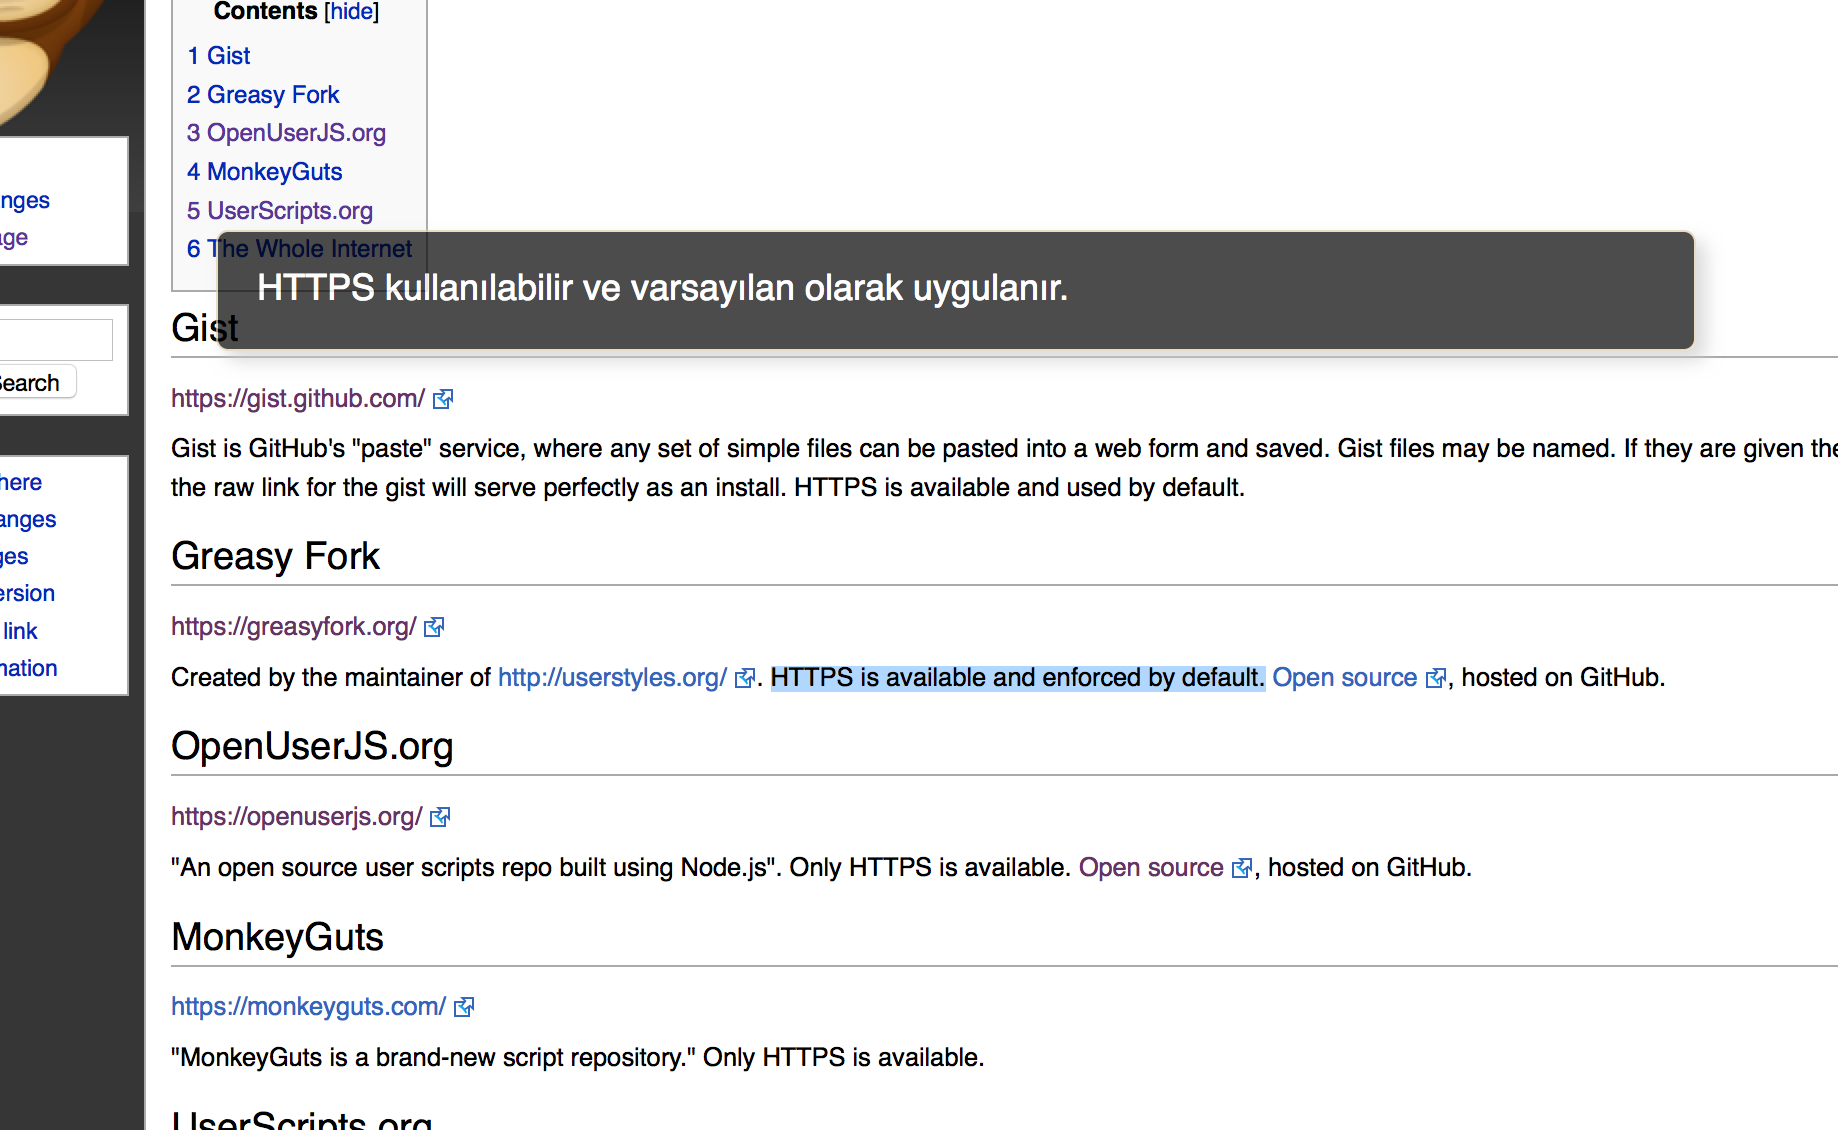 Contents [hide]
1 Gist
2 Greasy Fork
3 OpenUserJS.org
4 MonkeyGuts
5 UserScripts.org
6 The Whole Internet
HTTPS kullanılabilir ve varsayılan olarak uygulanır.
nges
age
Search
here
anges
ges
ersion
link
mation
Gist
https://gist.github.com/
Gist is GitHub's "paste" service, where any set of simple files can be pasted into a web form and saved. Gist files may be named. If they are given the
the raw link for the gist will serve perfectly as an install. HTTPS is available and used by default.
Greasy Fork
https://greasyfork.org/
Created by the maintainer of http://userstyles.org/ . HTTPS is available and enforced by default. Open source , hosted on GitHub.
OpenUserJS.org
https://openuserjs.org/
"An open source user scripts repo built using Node.js". Only HTTPS is available. Open source , hosted on GitHub.
MonkeyGuts
https://monkeyguts.com/
"MonkeyGuts is a brand-new script repository." Only HTTPS is available.
UserScripts.org